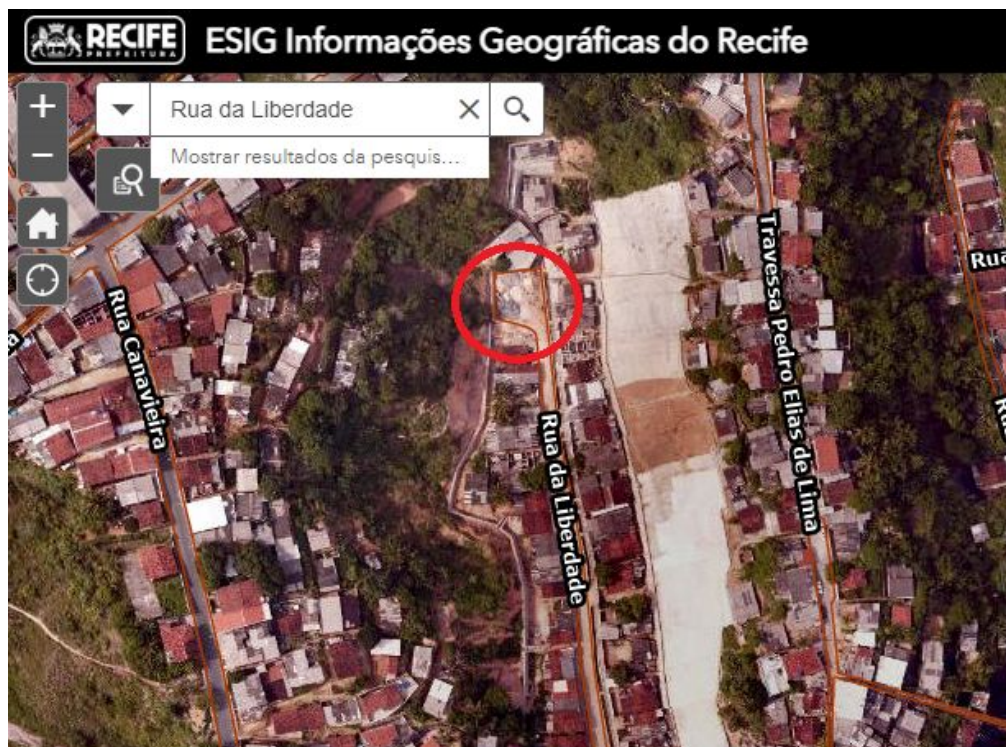 RECIFE
PREFEITURA
ESIG Informações Geográficas do Recife
+
Rua da Liberdade
−
Mostrar resultados da pesquis...
Travessa Pedro Elias de Lima
Rua
Rua Canavieira
Rua da Liberdade